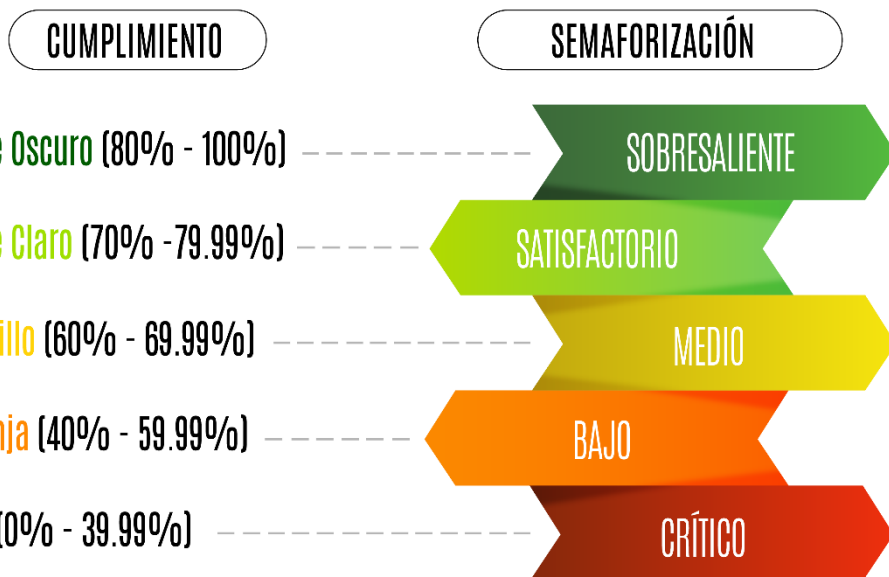 CUMPLIMIENTO SEMAFORIZACIÓN
e Oscuro (80% - 100%) SOBRESALIENTE
e Claro (70% -79.99%) SATISFACTORIO
illo (60% - 69.99%) MEDIO
nja (40% - 59.99%) BAJO
(0% - 39.99%) CRÍTICO